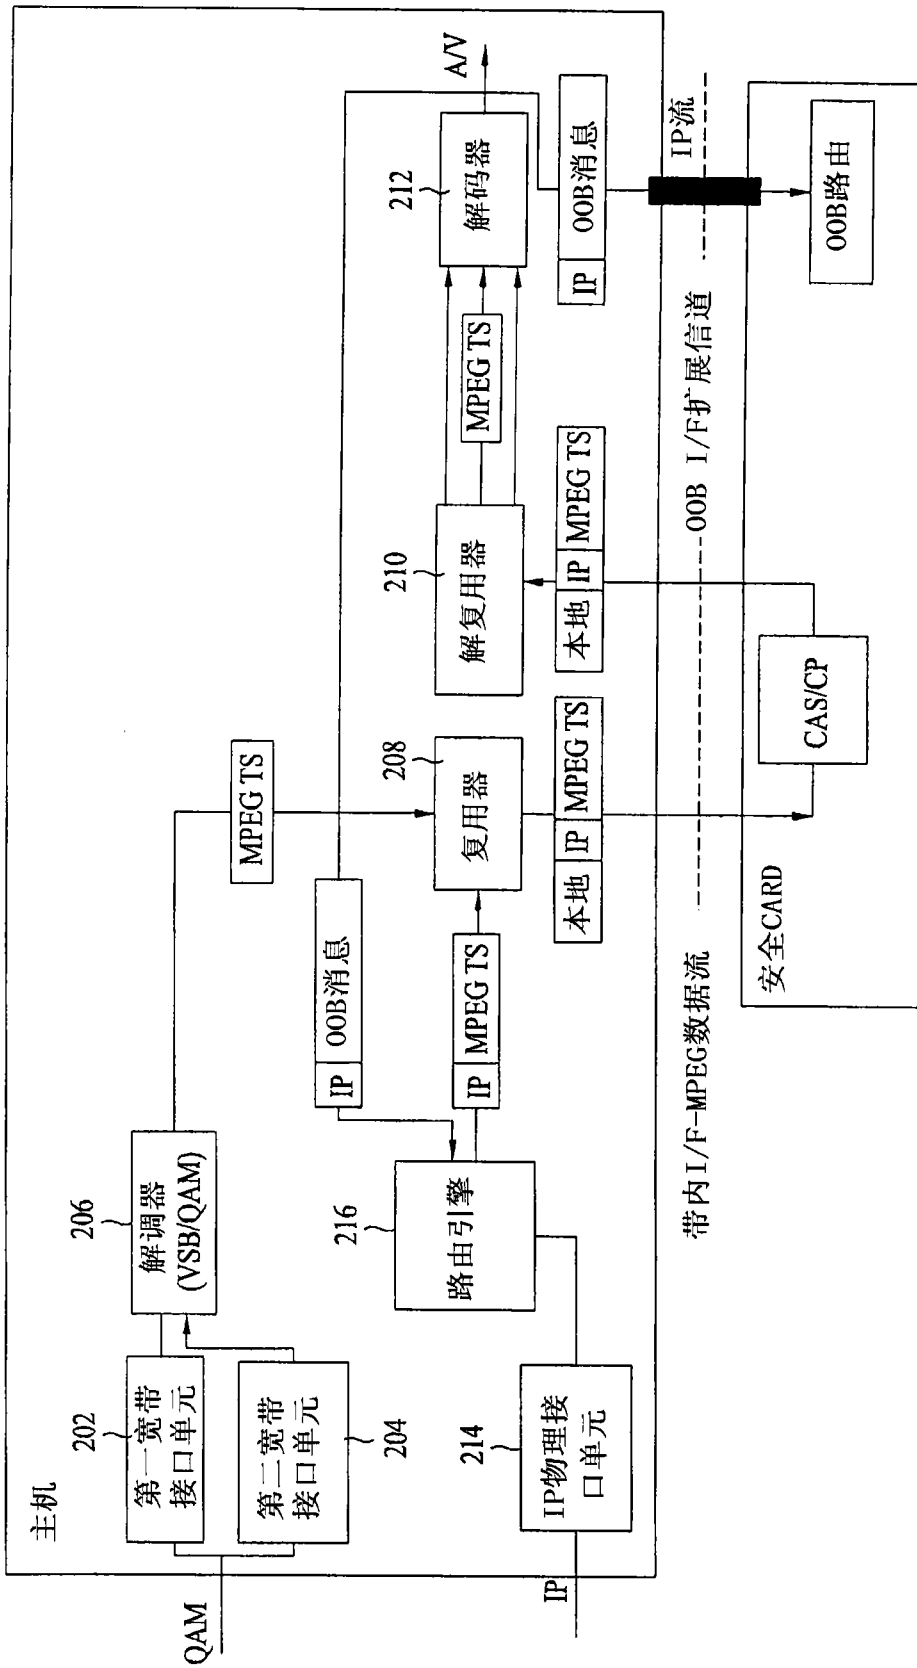 主机
QAM
202
第一宽带
接口单元
第二宽带
接口单元
204
206
解调器
(VSB/QAM)
MPEG TS
IP
214
IP物理接
口单元
216
路由引擎
IP OOB消息
IP MPEG TS
208
复用器
本地 IP MPEG TS
210
解复用器
本地 IP MPEG TS
MPEG TS
212
解码器
A/V
IP OOB消息
带内I/F-MPEG数据流
OOB I/F扩展信道
IP流
安全CARD
CAS/CP
OOB路由